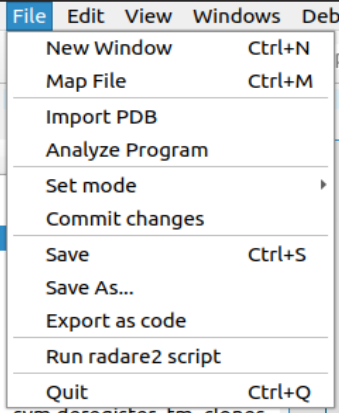 File Edit View Windows Deb
New Window Ctrl+N
Map File Ctrl+M
Import PDB
Analyze Program
Set mode
Commit changes
Save Ctrl+S
Save As...
Export as code
Run radare2 script
Quit Ctrl+Q